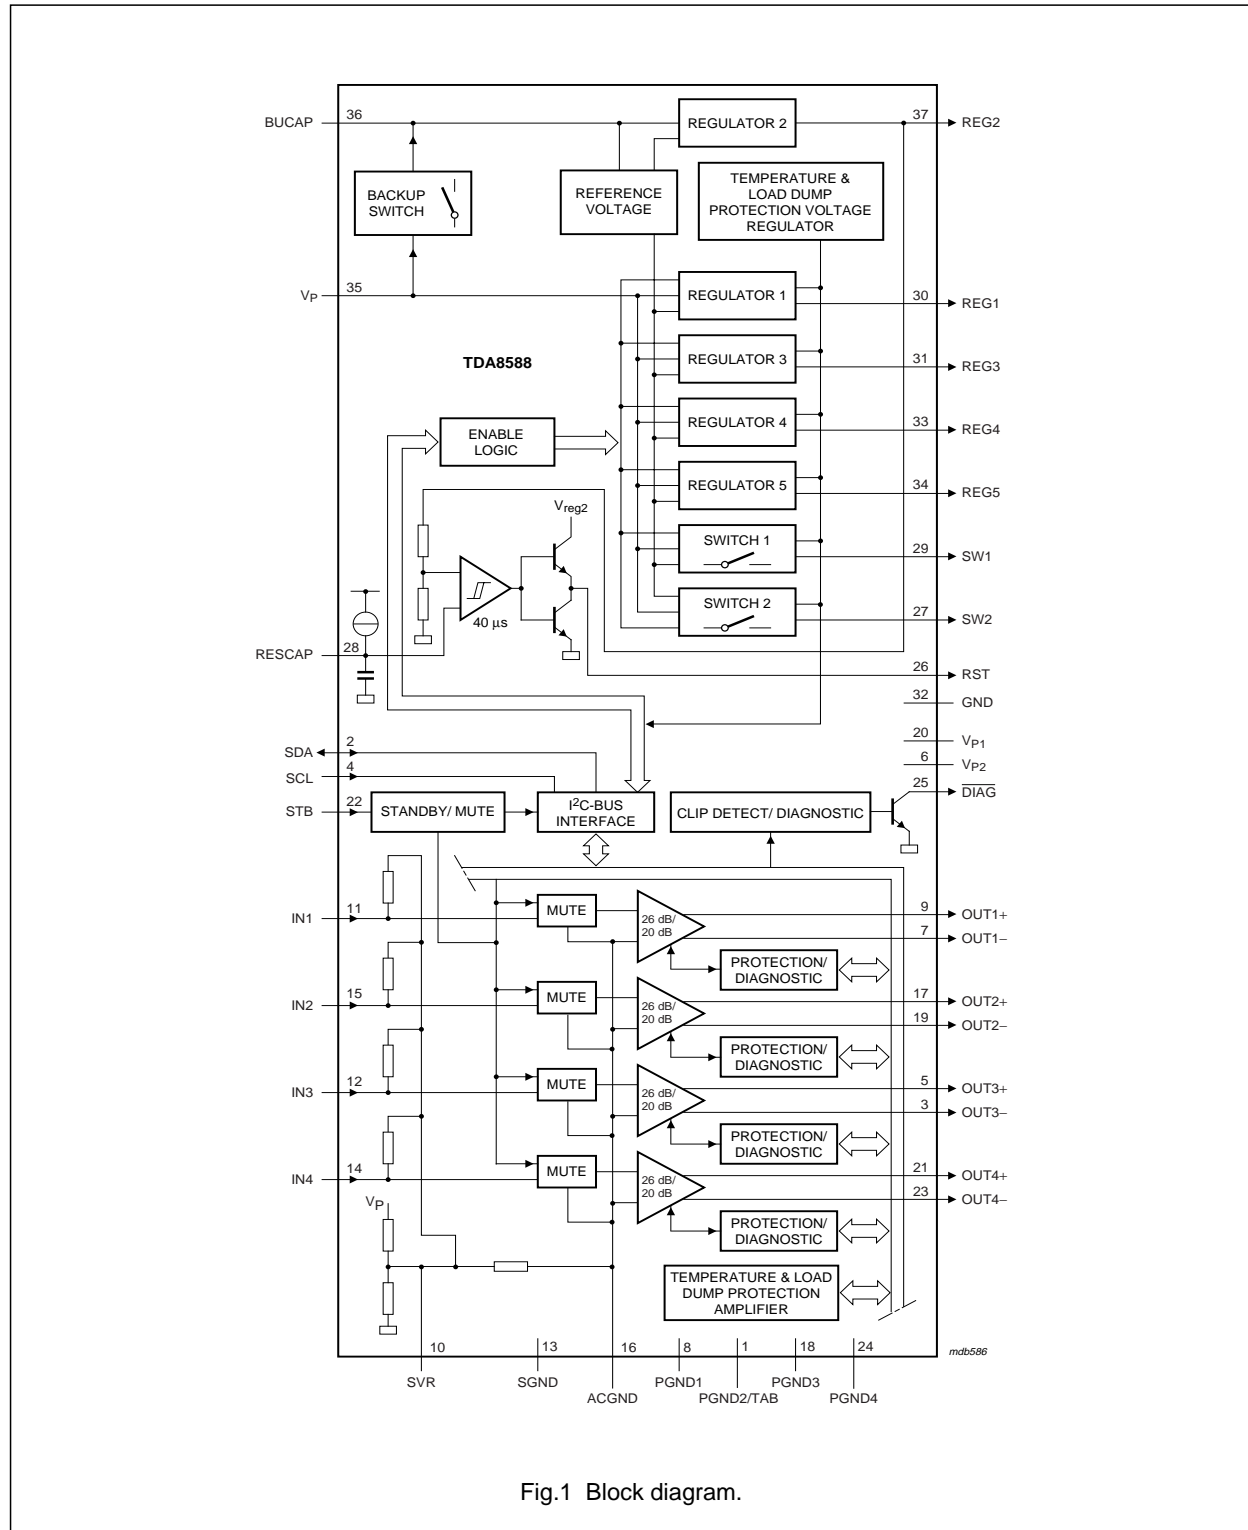 BUCAP 36 REGULATOR 2 37 REG2
BACKUP
SWITCH
REFERENCE
VOLTAGE
TEMPERATURE &
LOAD DUMP
PROTECTION VOLTAGE
REGULATOR
VP 35 REGULATOR 1 30 REG1
TDA8588
REGULATOR 3 31 REG3
ENABLE
LOGIC
REGULATOR 4 33 REG4
REGULATOR 5 34 REG5
Vreg2
SWITCH 1 29 SW1
SWITCH 2 27 SW2
40 μs
RESCAP 28
26 RST
32 GND
20 VP1
6 VP2
SDA 2
SCL 4
25 DIAG
STB 22 STANDBY/ MUTE
I²C-BUS
INTERFACE
CLIP DETECT/ DIAGNOSTIC
IN1 11 MUTE
26 dB/
20 dB
9 OUT1+
7 OUT1−
PROTECTION/
DIAGNOSTIC
IN2 15 MUTE
26 dB/
20 dB
17 OUT2+
19 OUT2−
PROTECTION/
DIAGNOSTIC
IN3 12 MUTE
26 dB/
20 dB
5 OUT3+
3 OUT3−
PROTECTION/
DIAGNOSTIC
IN4 14 MUTE
26 dB/
20 dB
21 OUT4+
23 OUT4−
PROTECTION/
DIAGNOSTIC
VP
TEMPERATURE & LOAD
DUMP PROTECTION
AMPLIFIER
10 13 16 8 1 18 24
mdb586
SVR SGND ACGND PGND1 PGND2/TAB PGND3 PGND4
Fig.1 Block diagram.